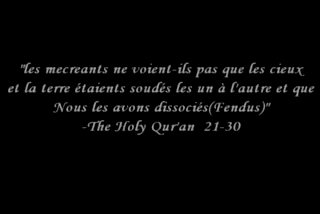 "les mecreants ne voient-ils pas que les cieux
et la terre étaient soudés les un à l'autre et que
Nous les avons dissociés(Fendus)"
-The Holy Qur'an 21-30